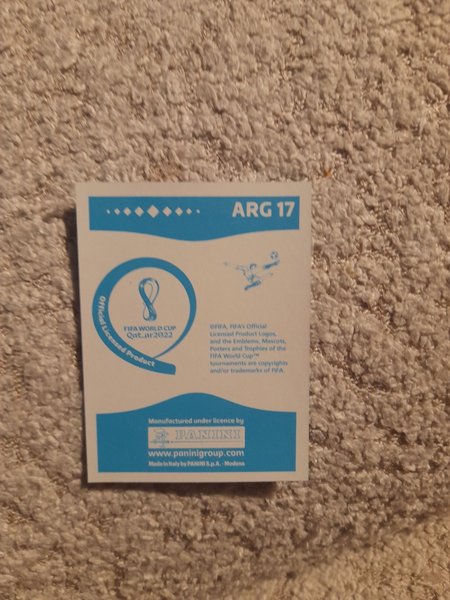 ARG 17
Official Licensed Product
FIFA WORLD CUP
Qatar2022
©FIFA, FIFA's Official
Licensed Product Logos,
and the Emblems, Mascots,
Posters and Trophies of the
FIFA World Cup™
tournaments are copyrights
and/or trademarks of FIFA.
Manufactured under licence by
PANINI
www.paninigroup.com
Made in Italy by PANINI S.p.A. - Modena